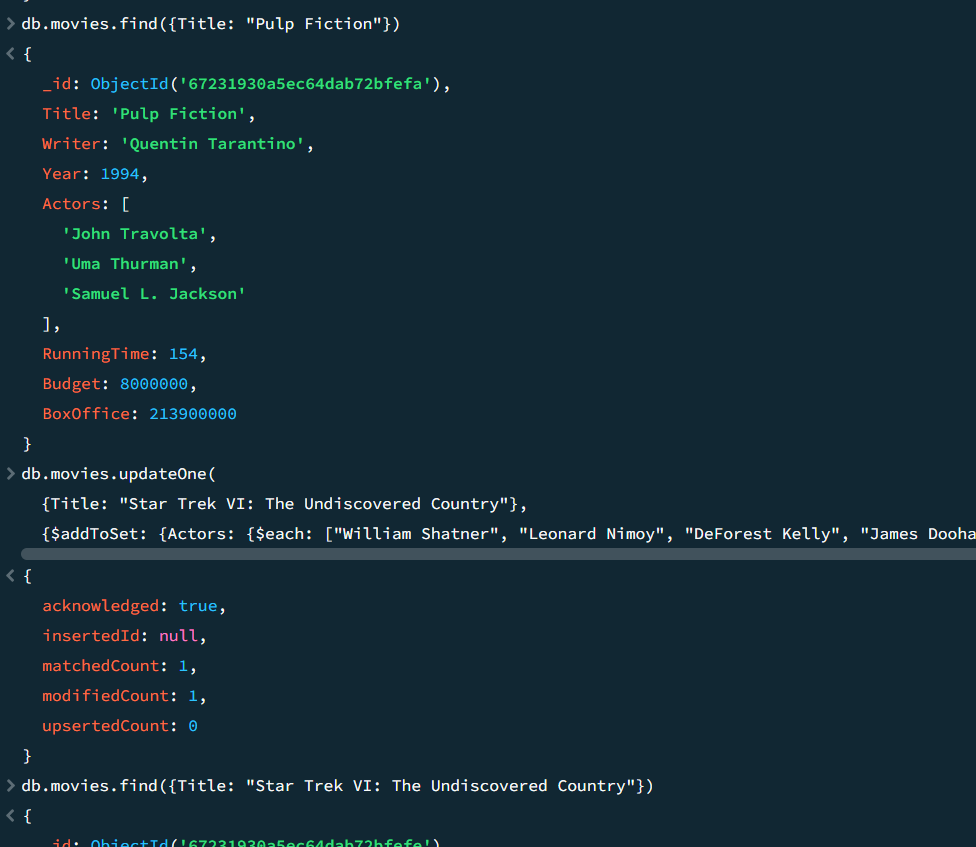 > db.movies.find({Title: "Pulp Fiction"})
< {
_id: ObjectId('67231930a5ec64dab72bfefa'),
Title: 'Pulp Fiction',
Writer: 'Quentin Tarantino',
Year: 1994,
Actors: [
'John Travolta',
'Uma Thurman',
'Samuel L. Jackson'
],
RunningTime: 154,
Budget: 8000000,
BoxOffice: 213900000
}
> db.movies.updateOne(
{Title: "Star Trek VI: The Undiscovered Country"},
{$addToSet: {Actors: {$each: ["William Shatner", "Leonard Nimoy", "DeForest Kelly", "James Dooha
< {
acknowledged: true,
insertedId: null,
matchedCount: 1,
modifiedCount: 1,
upsertedCount: 0
}
> db.movies.find({Title: "Star Trek VI: The Undiscovered Country"})
< {
_id: ObjectId('67231930a5ec64dab72bfefe'),